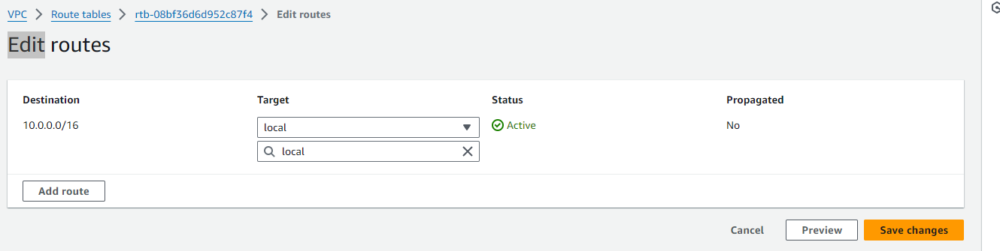 VPC > Route tables > rtb-08bf36d6d952c87f4 > Edit routes
Edit routes
Destination Target Status Propagated
10.0.0.0/16 local Active No
local
Add route
Cancel Preview Save changes